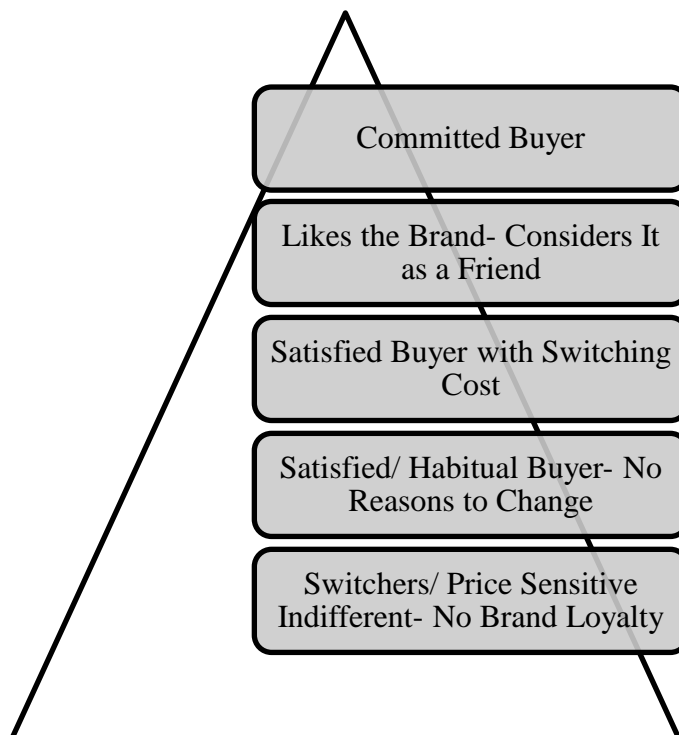 Committed Buyer
Likes the Brand- Considers It
as a Friend
Satisfied Buyer with Switching
Cost
Satisfied/ Habitual Buyer- No
Reasons to Change
Switchers/ Price Sensitive
Indifferent- No Brand Loyalty